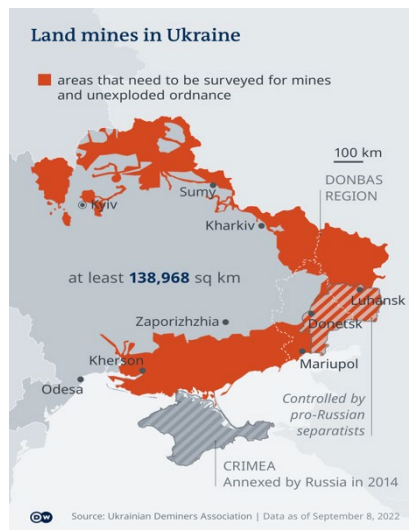 Land mines in Ukraine
areas that need to be surveyed for mines
and unexploded ordnance
100 km
DONBAS
REGION
Sumy
Kyiv
Kharkiv
at least 138,968 sq km
Luhansk
Donetsk
Zaporizhzhia
Mariupol
Kherson
Odesa
Controlled by
pro-Russian
separatists
CRIMEA
Annexed by Russia in 2014
DW
Source: Ukrainian Deminers Association | Data as of September 8, 2022